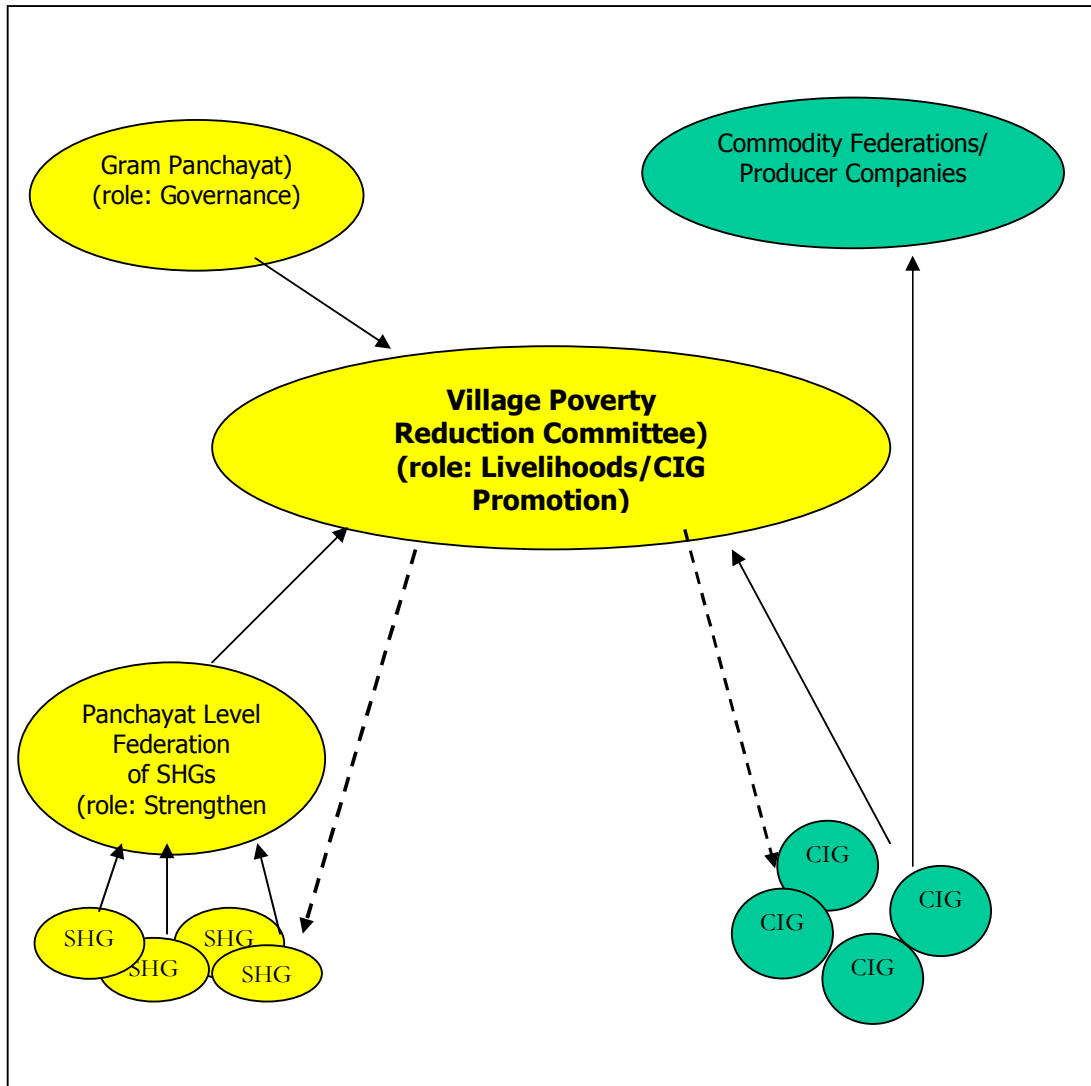 Gram Panchayat)
(role: Governance)
Commodity Federations/
Producer Companies
Village Poverty
Reduction Committee)
(role: Livelihoods/CIG
Promotion)
Panchayat Level
Federation
of SHGs
(role: Strengthen
SHG
SHG
SHG
SHG
CIG
CIG
CIG
CIG